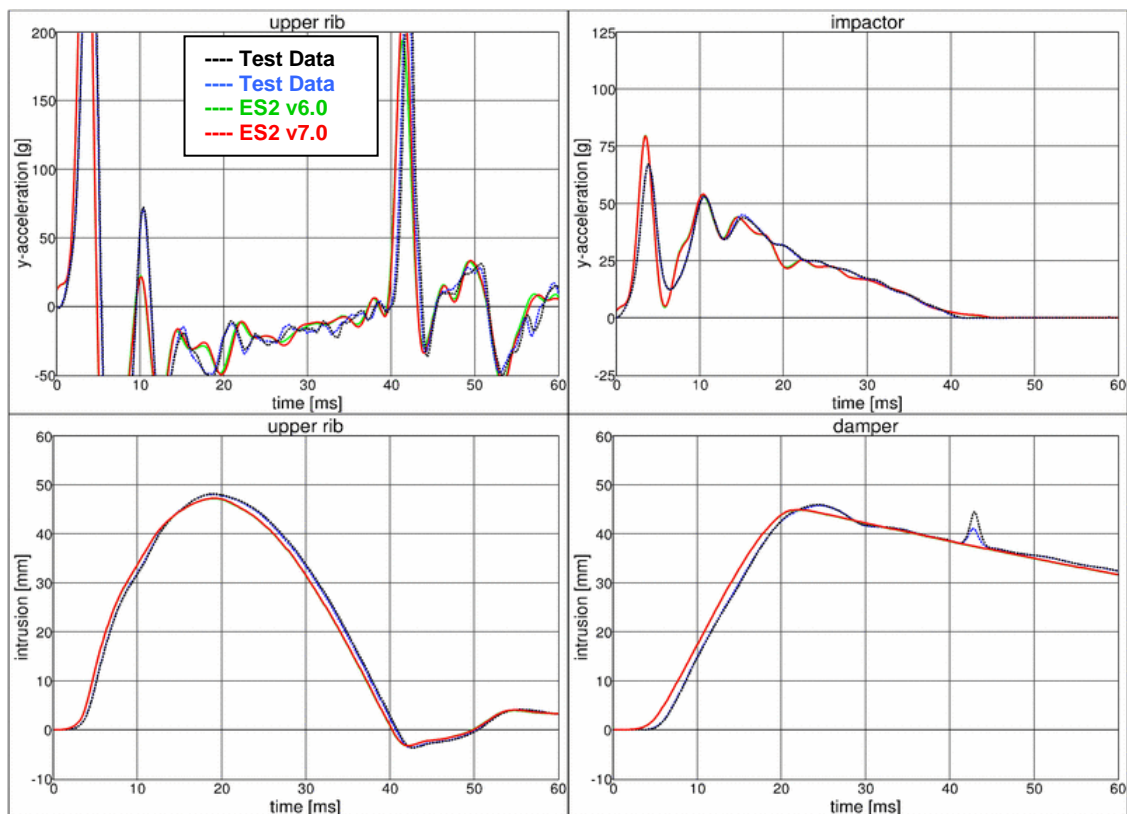 upper rib
200
150
100
50
0
-50
y-acceleration [g]
Test Data
Test Data
ES2 v6.0
ES2 v7.0
0 10 20 30 40 50 60
time [ms]
impactor
125
100
75
50
25
0
-25
y-acceleration [g]
0 10 20 30 40 50 60
time [ms]
upper rib
60
50
40
30
20
10
0
-10
intrusion [mm]
0 10 20 30 40 50 60
time [ms]
damper
60
50
40
30
20
10
0
-10
intrusion [mm]
0 10 20 30 40 50 60
time [ms]